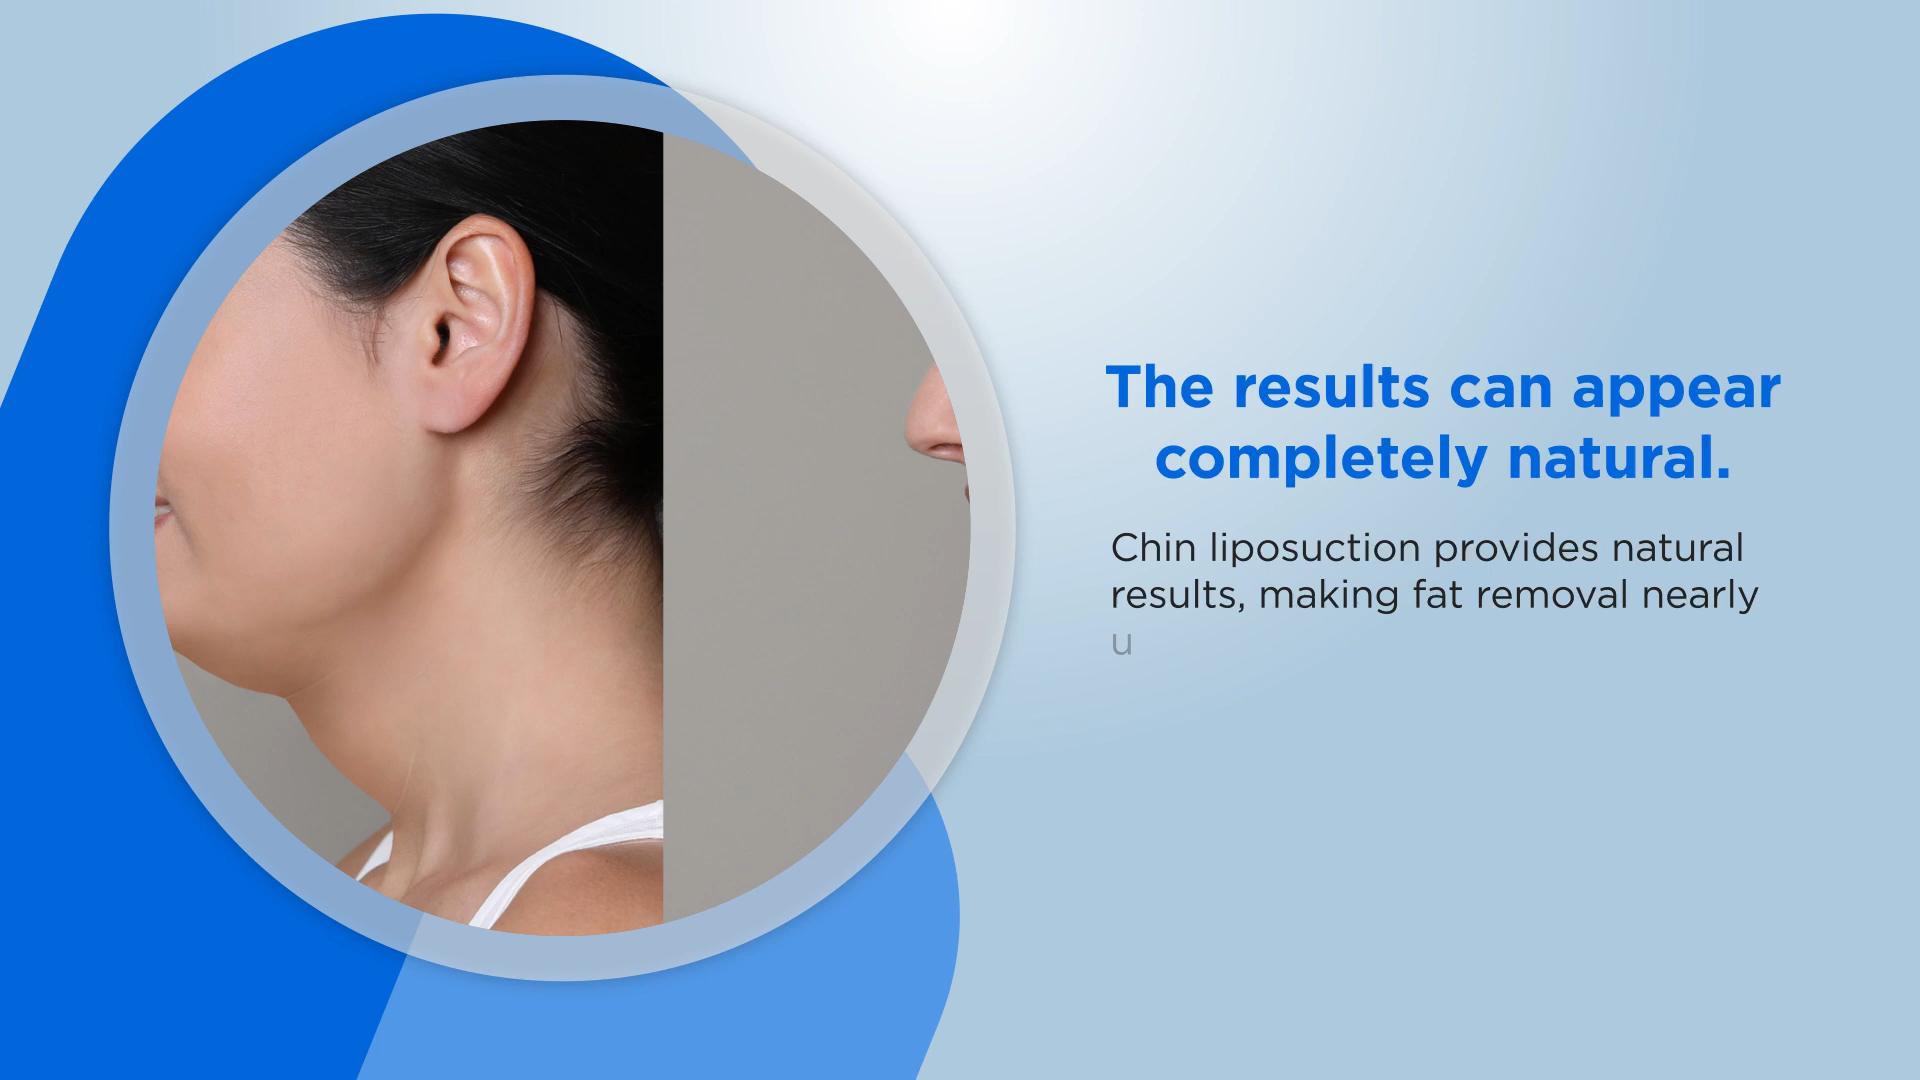 The results can appear
completely natural.
Chin liposuction provides natural
results, making fat removal nearly
u